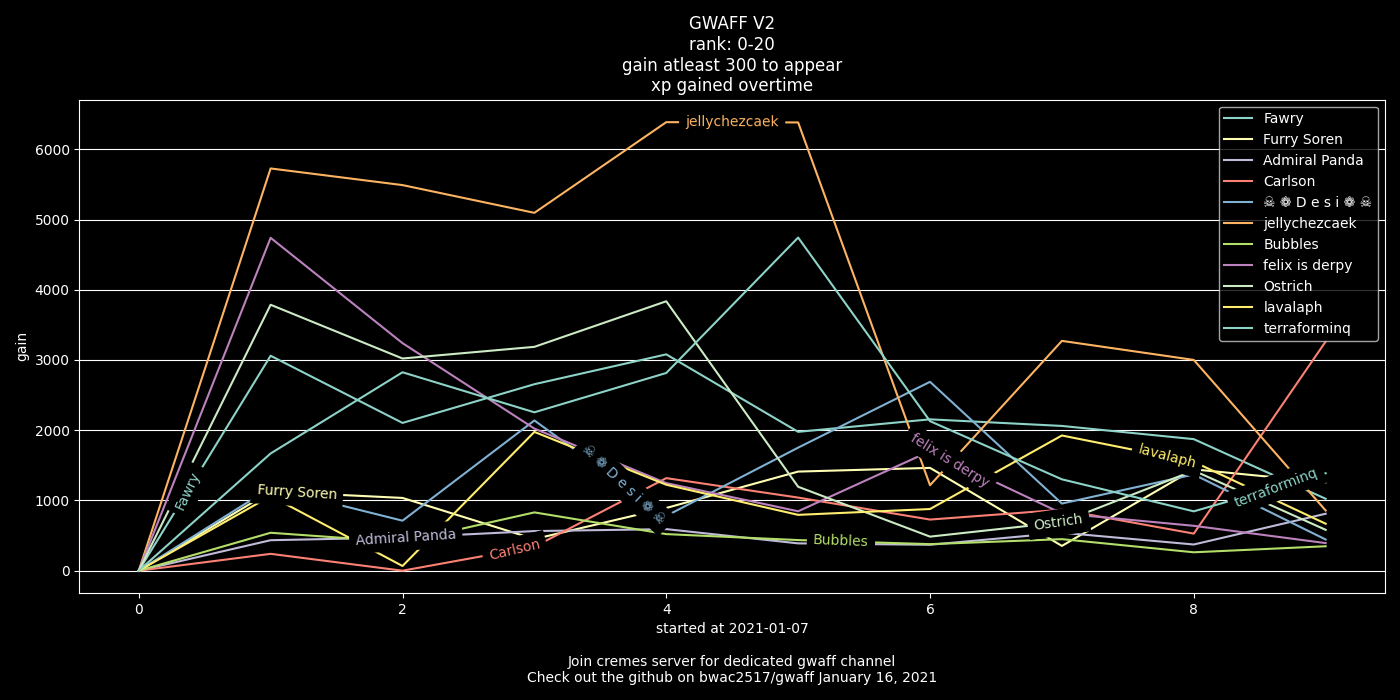 GWAFF V2
rank: 0-20
gain atleast 300 to appear
xp gained overtime
jellychezcaek
Fawry
Furry Soren
Admiral Panda
Carlson
☠ ❁ D e s i ❁ ☠
jellychezcaek
Bubbles
felix is derpy
Ostrich
lavalaph
terraforminq
6000
5000
4000
3000
2000
1000
0
gain
Fawry
Furry Soren
Admiral Panda
Carlson
☠ ❁ D e s i ❁ ☠
Bubbles
felix is derpy
Ostrich
lavalaph
terraforminq
0 2 4 6 8
started at 2021-01-07
Join cremes server for dedicated gwaff channel
Check out the github on bwac2517/gwaff January 16, 2021